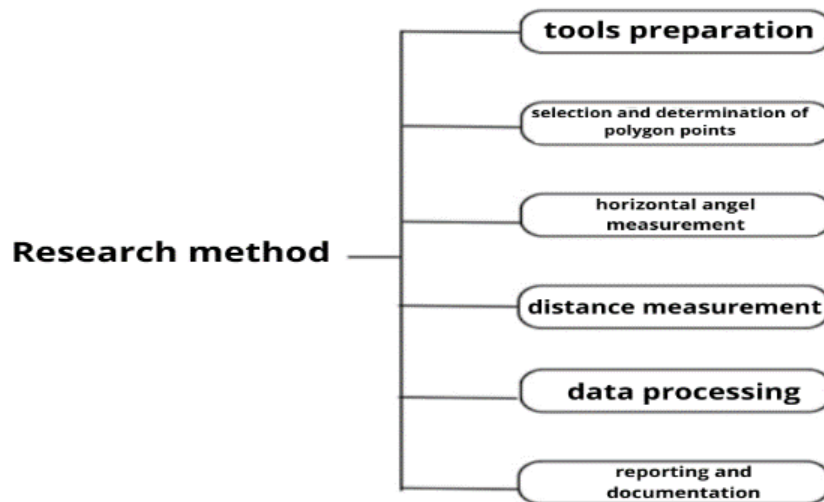 tools preparation
selection and determination of
polygon points
horizontal angel
measurement
Research method
distance measurement
data processing
reporting and
documentation